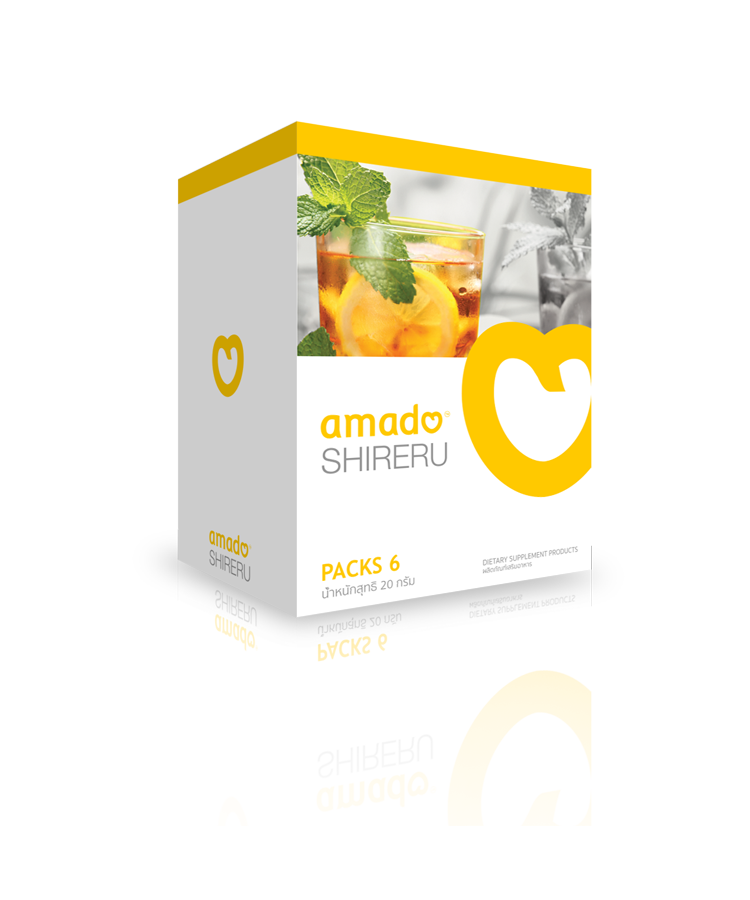 amado
SHIRERU
PACKS 6
น้ำหนักสุทธิ 20 กรัม
DIETARY SUPPLEMENT PRODUCTS
ผลิตภัณฑ์เสริมอาหาร
amado
SHIRERU